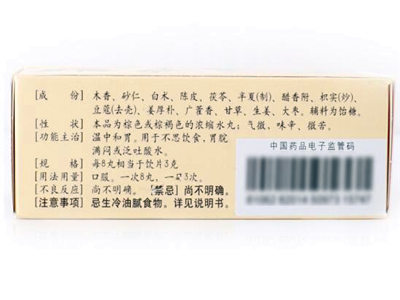 [成　份] 木香、砂仁、白术、陈皮、茯苓、半夏(制)、醋香附、枳实(炒)、
豆蔻(去壳)、姜厚朴、广藿香、甘草、生姜、大枣。辅料为饴糖。
[性　状] 本品为棕色或棕褐色的浓缩水丸；气微，味辛、微苦。
[功能主治] 温中和胃。用于不思饮食，胃脘
满闷或泛吐酸水。
[规　格] 每8丸相当于饮片3克
[用法用量] 口服。一次8丸，一日3次。
[不良反应] 尚不明确。[禁忌] 尚不明确。
[注意事项] 忌生冷油腻食物。详见说明书。
中国药品电子监管码